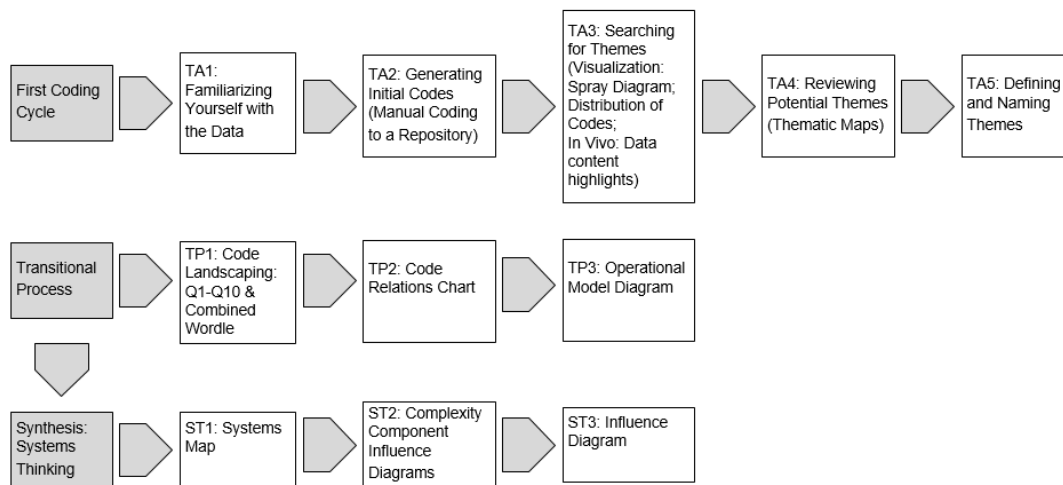 First Coding
Cycle
TA1:
Familiarizing
Yourself with
the Data
TA2: Generating
Initial Codes
(Manual Coding
to a Repository)
TA3: Searching
for Themes
(Visualization:
Spray Diagram;
Distribution of
Codes;
In Vivo: Data
content
highlights)
TA4: Reviewing
Potential Themes
(Thematic Maps)
TA5: Defining
and Naming
Themes
Transitional
Process
TP1: Code
Landscaping:
Q1-Q10 &
Combined
Wordle
TP2: Code
Relations Chart
TP3: Operational
Model Diagram
Synthesis:
Systems
Thinking
ST1: Systems
Map
ST2: Complexity
Component
Influence
Diagrams
ST3: Influence
Diagram